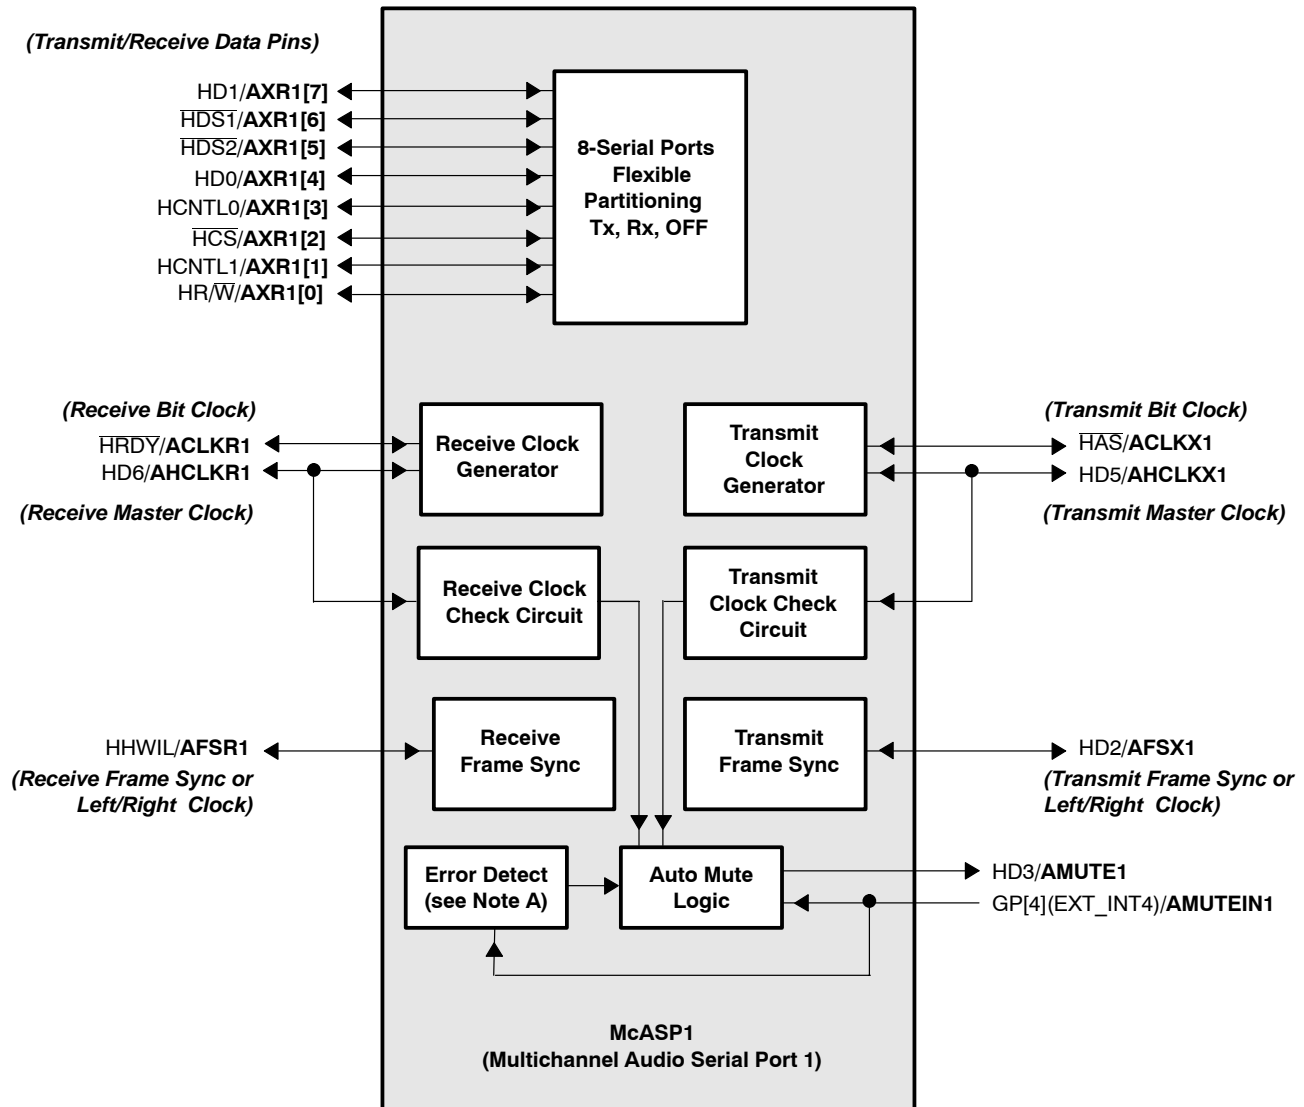 (Transmit/Receive Data Pins)
HD1/AXR1[7]
HDS1/AXR1[6]
HDS2/AXR1[5]
HD0/AXR1[4]
HCNTL0/AXR1[3]
HCS/AXR1[2]
HCNTL1/AXR1[1]
HR/W/AXR1[0]
8-Serial Ports
Flexible
Partitioning
Tx, Rx, OFF
(Receive Bit Clock)
HRDY/ACLKR1
HD6/AHCLKR1
(Receive Master Clock)
Receive Clock
Generator
Transmit
Clock
Generator
(Transmit Bit Clock)
HAS/ACLKX1
HD5/AHCLKX1
(Transmit Master Clock)
Receive Clock
Check Circuit
Transmit
Clock Check
Circuit
HHWIL/AFSR1
(Receive Frame Sync or
Left/Right Clock)
Receive
Frame Sync
Transmit
Frame Sync
HD2/AFSX1
(Transmit Frame Sync or
Left/Right Clock)
Error Detect
(see Note A)
Auto Mute
Logic
HD3/AMUTE1
GP[4](EXT_INT4)/AMUTEIN1
McASP1
(Multichannel Audio Serial Port 1)